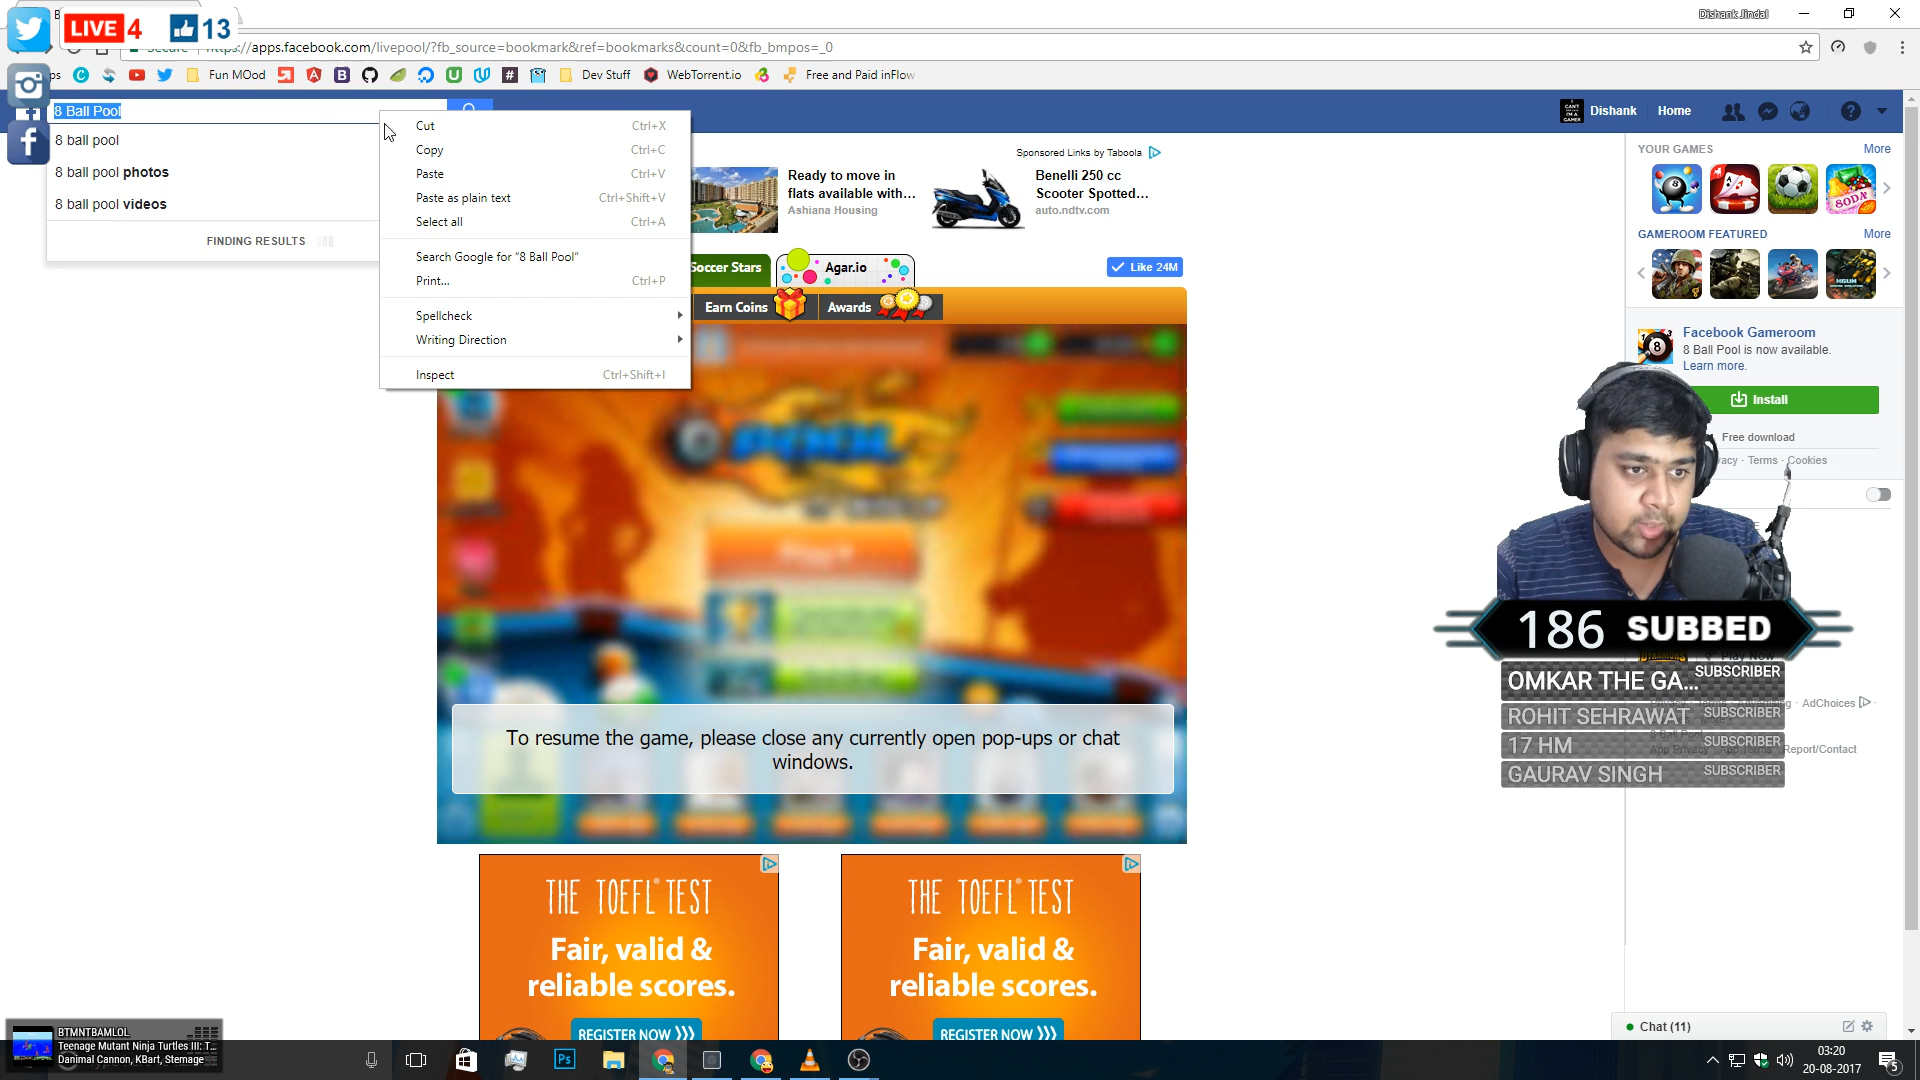 LIVE 4
13
Dishank Jindal
https://apps.facebook.com/livepool/?fb_source=bookmark&ref=bookmarks&count=0&fb_bmpos=_0
Fun MOod
Dev Stuff
WebTorrent.io
Free and Paid inFlow
8 Ball Pool
Dishank
Home
8 ball pool
8 ball pool photos
8 ball pool videos
FINDING RESULTS
Cut Ctrl+X
Copy Ctrl+C
Paste Ctrl+V
Paste as plain text Ctrl+Shift+V
Select all Ctrl+A
Search Google for "8 Ball Pool"
Print... Ctrl+P
Spellcheck
Writing Direction
Inspect Ctrl+Shift+I
Sponsored Links by Taboola
Ready to move in
flats available with...
Ashiana Housing
Benelli 250 cc
Scooter Spotted...
auto.ndtv.com
Soccer Stars
Agar.io
Like 24M
Earn Coins
Awards
To resume the game, please close any currently open pop-ups or chat
windows.
YOUR GAMES More
GAMEROOM FEATURED More
Facebook Gameroom
8 Ball Pool is now available.
Learn more.
Install
Free download
Terms · Cookies
186 SUBBED
OMKAR THE GA... SUBSCRIBER
ROHIT SEHRAWAT SUBSCRIBER
17 HM SUBSCRIBER
GAURAV SINGH SUBSCRIBER
AdChoices
Report/Contact
THE TOEFL® TEST
Fair, valid &
reliable scores.
REGISTER NOW
THE TOEFL® TEST
Fair, valid &
reliable scores.
REGISTER NOW
Chat (11)
BTMNTBAMLOL
Teenage Mutant Ninja Turtles III: T...
Danimal Cannon, KBart, Stemage
Ps
03:20
20-08-2017
5